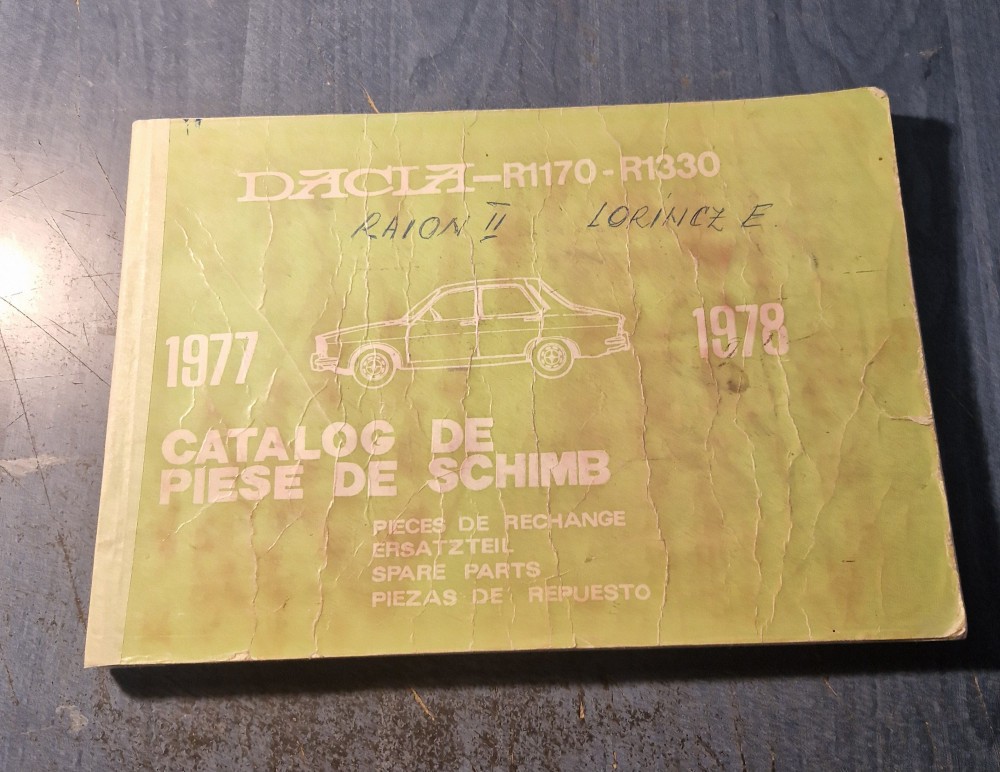 DACIA-R1170-R1330
RAION II LORINCZ E.
1977 1978
CATALOG DE
PIESE DE SCHIMB
PIECES DE RECHANGE
ERSATZTEIL
SPARE PARTS
PIEZAS DE REPUESTO